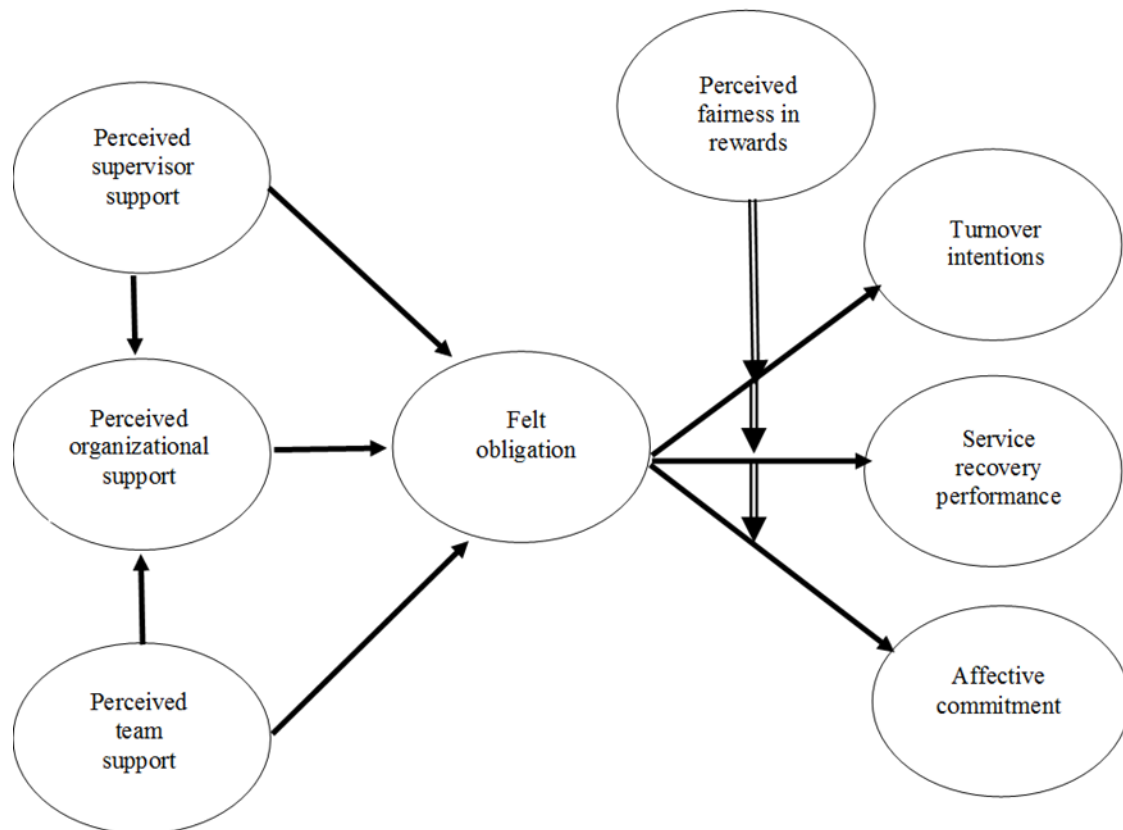 Perceived
supervisor
support
Perceived
organizational
support
Perceived
team
support
Felt
obligation
Perceived
fairness in
rewards
Turnover
intentions
Service
recovery
performance
Affective
commitment